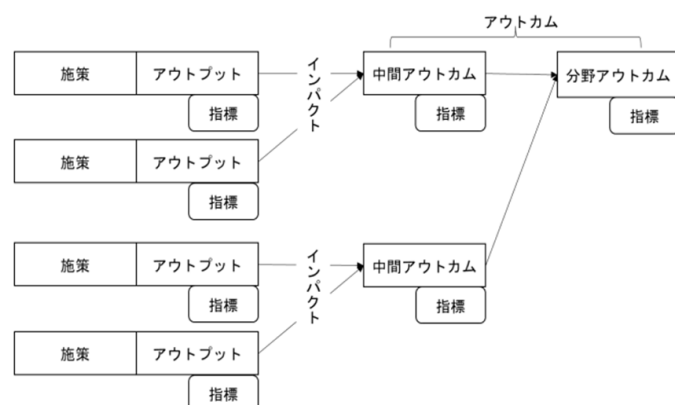 アウトカム
施策 アウトプット インパクト 中間アウトカム 分野アウトカム
指標 指標 指標
施策 アウトプット
指標
施策 アウトプット インパクト 中間アウトカム
指標 指標
施策 アウトプット
指標